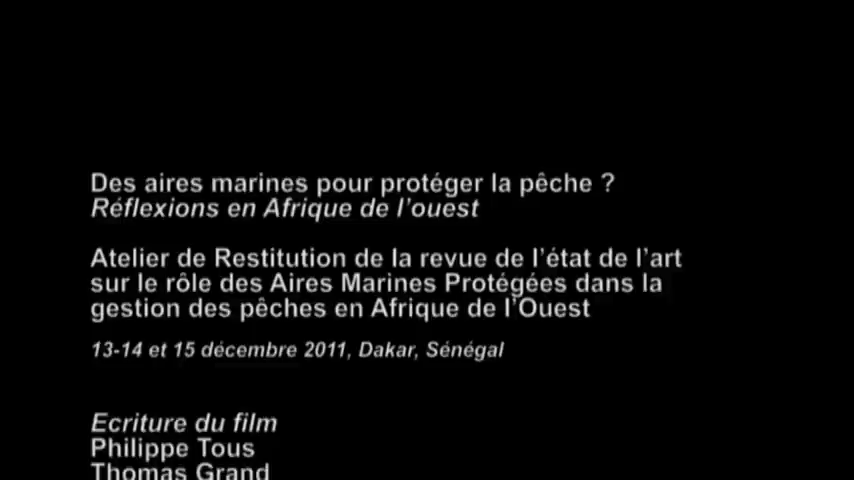 Des aires marines pour protéger la pêche ?
Réflexions en Afrique de l'ouest
Atelier de Restitution de la revue de l'état de l'art
sur le rôle des Aires Marines Protégées dans la
gestion des pêches en Afrique de l'Ouest
13-14 et 15 décembre 2011, Dakar, Sénégal
Ecriture du film
Philippe Tous
Thomas Grand